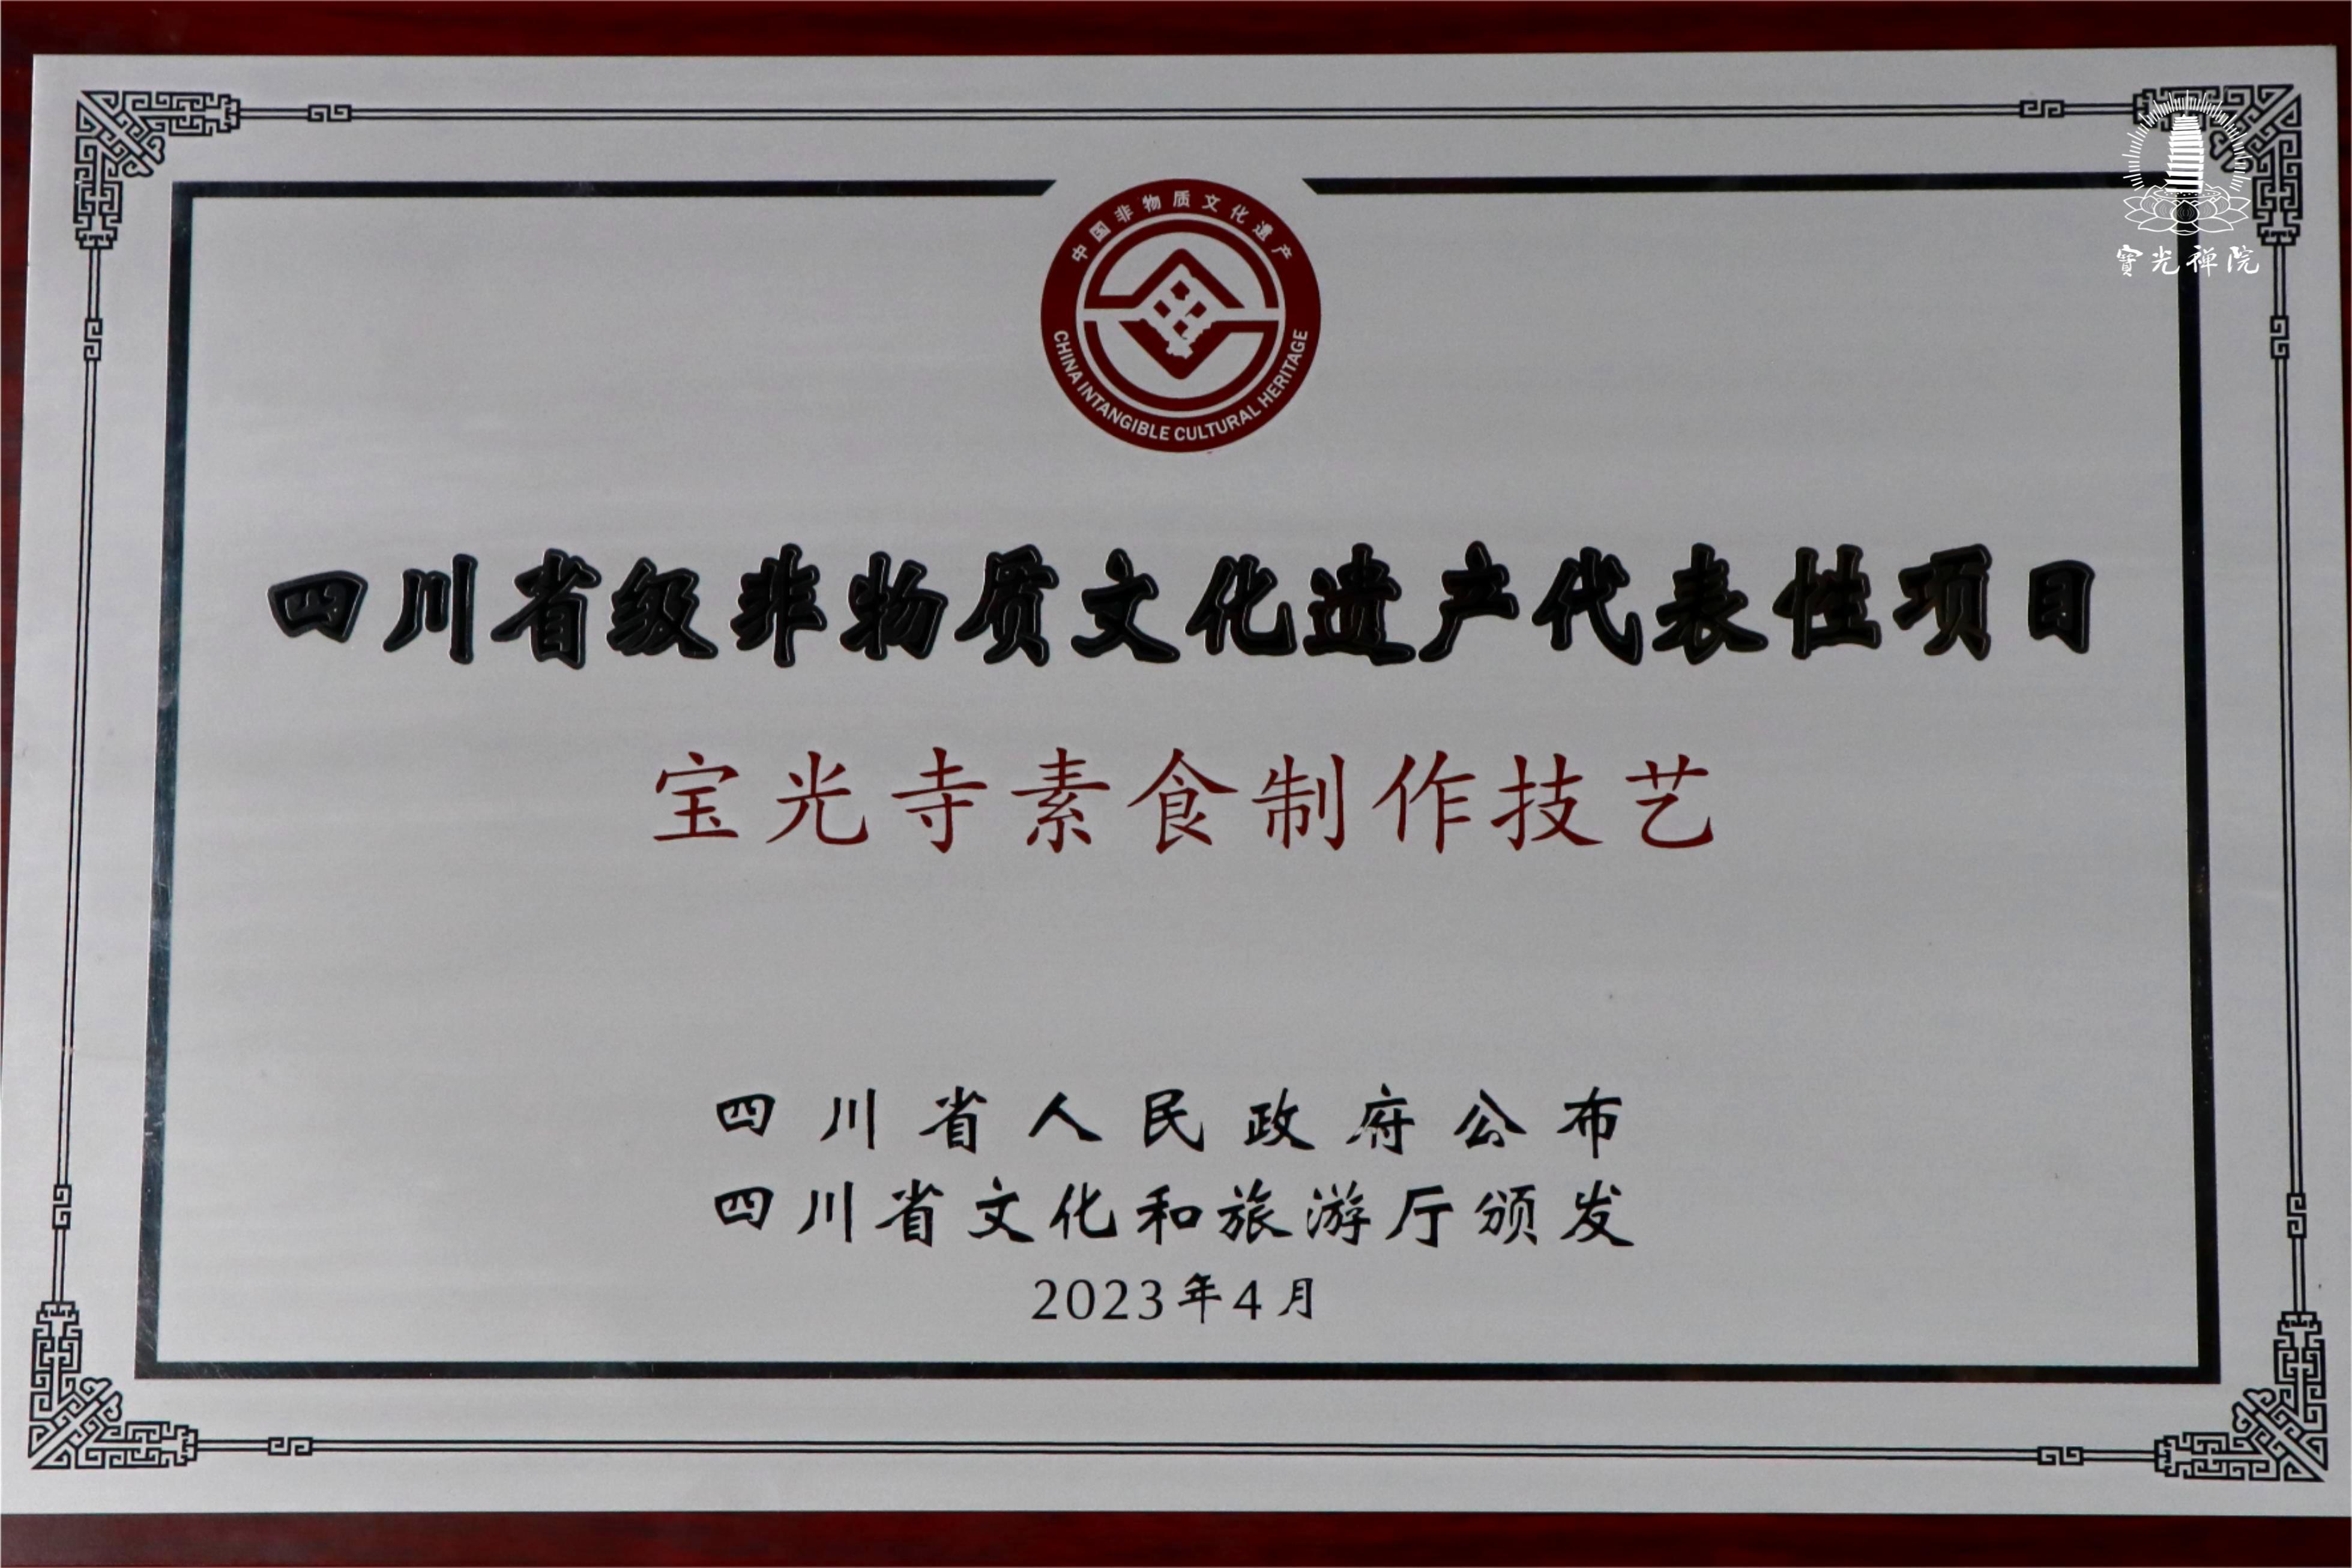 中国非物质文化遗产
CHINA INTANGIBLE CULTURAL HERITAGE
寶光禅院
四川省级非物质文化遗产代表性项目
宝光寺素食制作技艺
四川省人民政府公布
四川省文化和旅游厅颁发
2023年4月